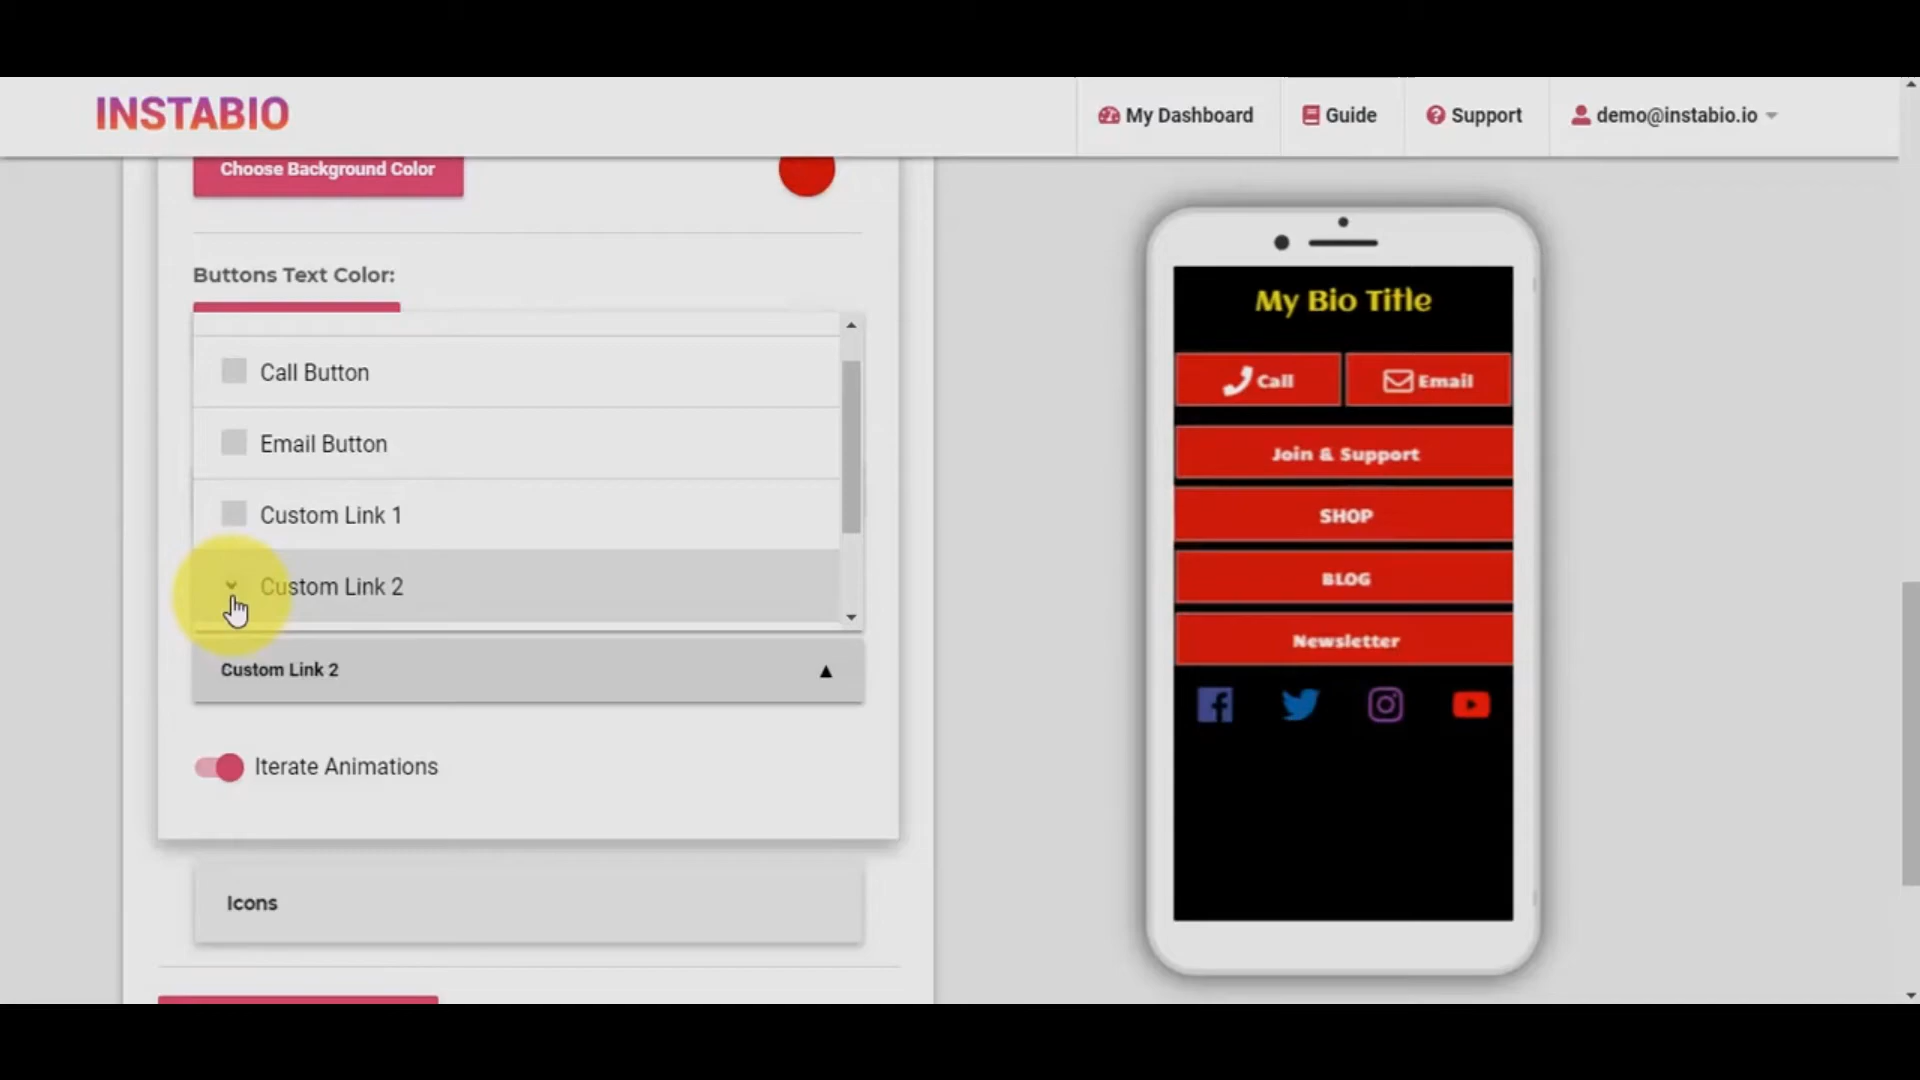 INSTABIO
My Dashboard
Guide
Support
demo@instabio.io
Choose Background Color
Buttons Text Color:
Call Button
Email Button
Custom Link 1
Custom Link 2
Custom Link 2
Iterate Animations
Icons
My Bio Title
Call
Email
Join & Support
SHOP
BLOG
Newsletter